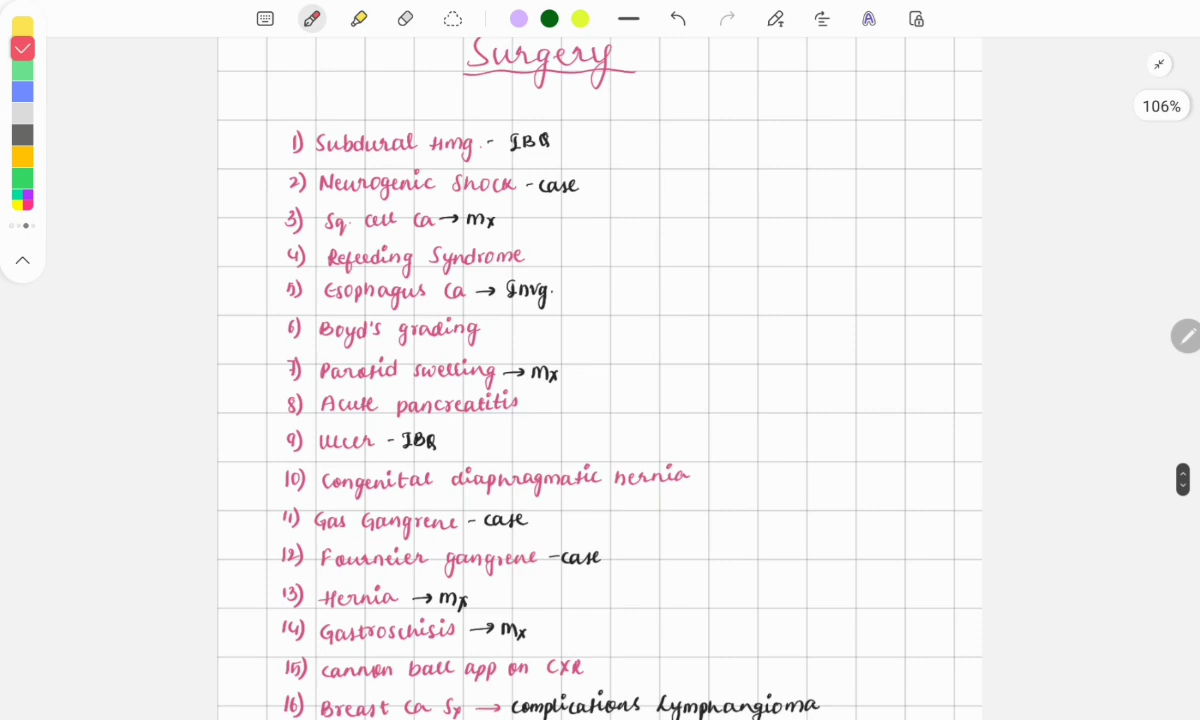 106%
Surgery
1) Subdural Hmg. - IBQ
2) Neurogenic Shock - case
3) Sq. cell Ca → Mx
4) Refeeding Syndrome
5) Esophagus Ca → Invg.
6) Boyd's grading
7) Parotid swelling → Mx
8) Acute pancreatitis
9) Ulcer - IBQ
10) Congenital diaphragmatic hernia
11) Gas Gangrene - case
12) Fourneier gangrene - case
13) Hernia → Mx
14) Gastroschisis → Mx
15) cannon ball app on CXR
16) Breast Ca Sx → complications Lymphangioma